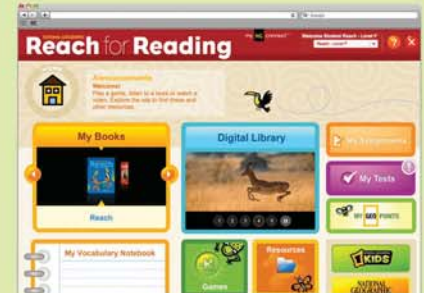 Reach for Reading
Announcements
Welcome!
Play a game, listen to a book or watch a
video. Explore the site to find these and
other resources.
My Books
Digital Library
My Assignments
My Tests
Reach
MY GEO POINTS
My Vocabulary Notebook
Games
Resources
KIDS
NATIONAL
GEOGRAPHIC